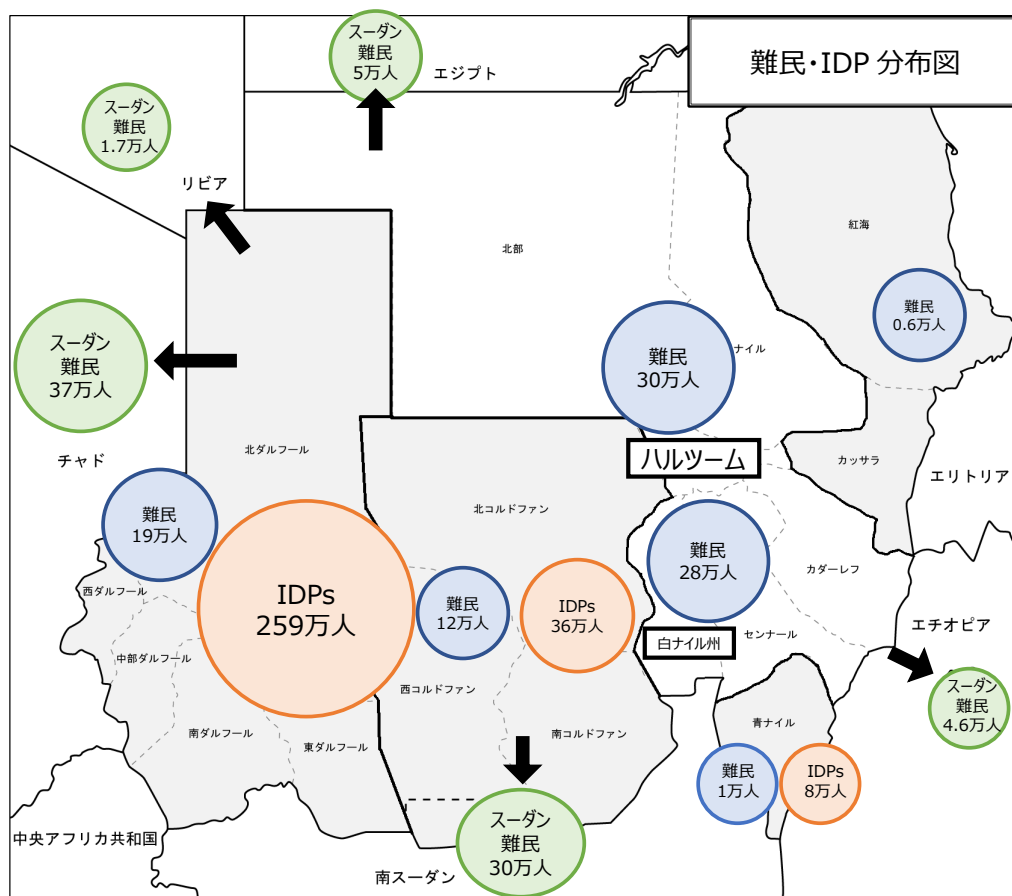 難民・IDP 分布図
スーダン
難民
5万人
エジプト
スーダン
難民
1.7万人
リビア
北部
紅海
難民
0.6万人
スーダン
難民
37万人
チャド
難民
30万人
ナイル
ハルツーム
北ダルフール
カッサラ
エリトリア
難民
19万人
北コルドファン
難民
28万人
カダーレフ
西ダルフール
IDPs
259万人
難民
12万人
IDPs
36万人
エチオピア
白ナイル州
センナール
中部ダルフール
西コルドファン
スーダン
難民
4.6万人
南ダルフール
東ダルフール
南コルドファン
青ナイル
難民
1万人
IDPs
8万人
中央アフリカ共和国
スーダン
難民
30万人
南スーダン